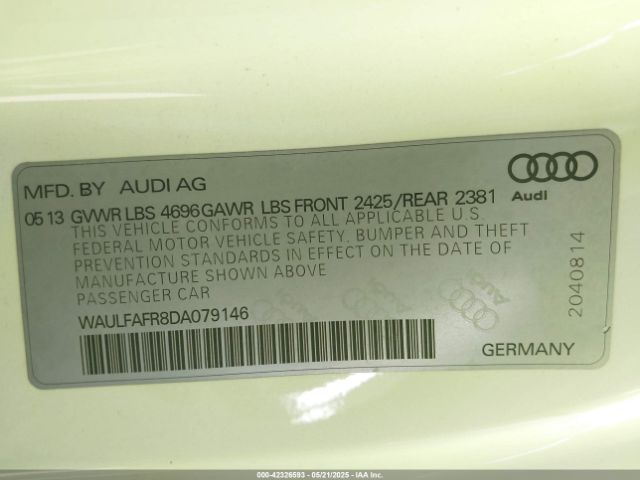 MFD. BY AUDI AG
Audi
05 13 GVWR LBS 4696 GAWR LBS FRONT 2425/REAR 2381
THIS VEHICLE CONFORMS TO ALL APPLICABLE U.S.
FEDERAL MOTOR VEHICLE SAFETY, BUMPER AND THEFT
PREVENTION STANDARDS IN EFFECT ON THE DATE OF
MANUFACTURE SHOWN ABOVE
PASSENGER CAR
WAULFAFR8DA079146
2040814
Audi
GERMANY
000-42326593 - 05/21/2025 - IAA Inc.